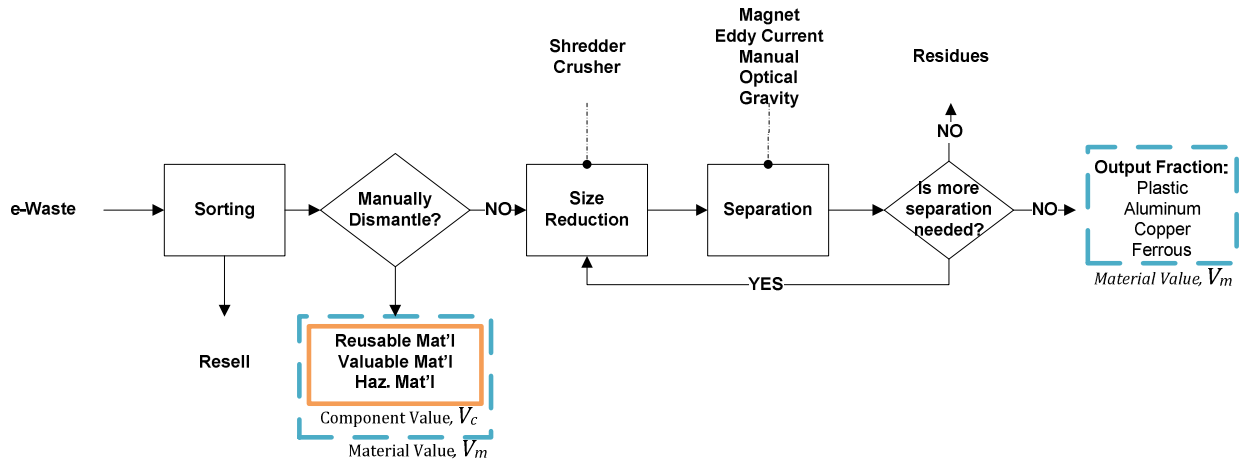 Magnet
Eddy Current
Manual
Optical
Gravity
Shredder
Crusher
Residues
NO
e-Waste
Sorting
Manually
Dismantle?
NO
Size
Reduction
Separation
Is more
separation
needed?
NO
Output Fraction:
Plastic
Aluminum
Copper
Ferrous
Material Value, Vm
YES
Resell
Reusable Mat'l
Valuable Mat'l
Haz. Mat'l
Component Value, Vc
Material Value, Vm